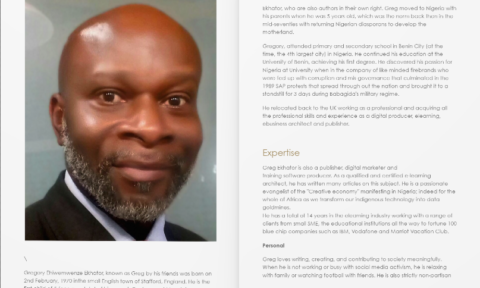 Ekhator, who are also authors in their own right. Greg moved to Nigeria with
his parents when he was 5 years old, which was the norm back then in the
mid-seventies with returning Nigerian diasporans to develop the
motherland.
Gregory, attended primary and secondary school in Benin City (at the
time, the 4th largest city) in Nigeria. He continued his education at the
University of Benin, achieving his first degree. He discovered his passion for
Nigeria at University when in the company of like minded firebrands who
were fed up with corruption and mis governance that culminated in the
1989 SAP protests that spread through out the nation and brought it to a
standstill for 3 days during Babagida's military regime.
He relocated back to the UK working as a professional and acquiring all
the professional skills and experience as a digital producer, elearning,
ebusiness architect and publisher.
Expertise
Greg Ekhator is also a publisher, digital marketer and
training software producer. As a qualified and certified e learning
architect, he has written many articles on this subject. He is a passionate
evangelist of the "Creative economy" manifesting in Nigeria; indeed for the
whole of Africa as we transform our indigenous technology into data
goldmines.
He has a total of 14 years in the elearning industry working with a range of
clients from small SME, the educational institutions all the way to fortune 100
blue chip companies such as IBM, Vodafone and Marriot Vacation CLUB.
Personal
Greg loves writing, creating, and contributing to society meaningfully.
When he is not working or busy with social media activism, he is relaxing
with family or watching football with friends. He is also strictly non-partisan
\
Gregory Ekhator, known as Greg by his friends was born on
2nd February, 1970 in the small English town of Stafford, England. He is the